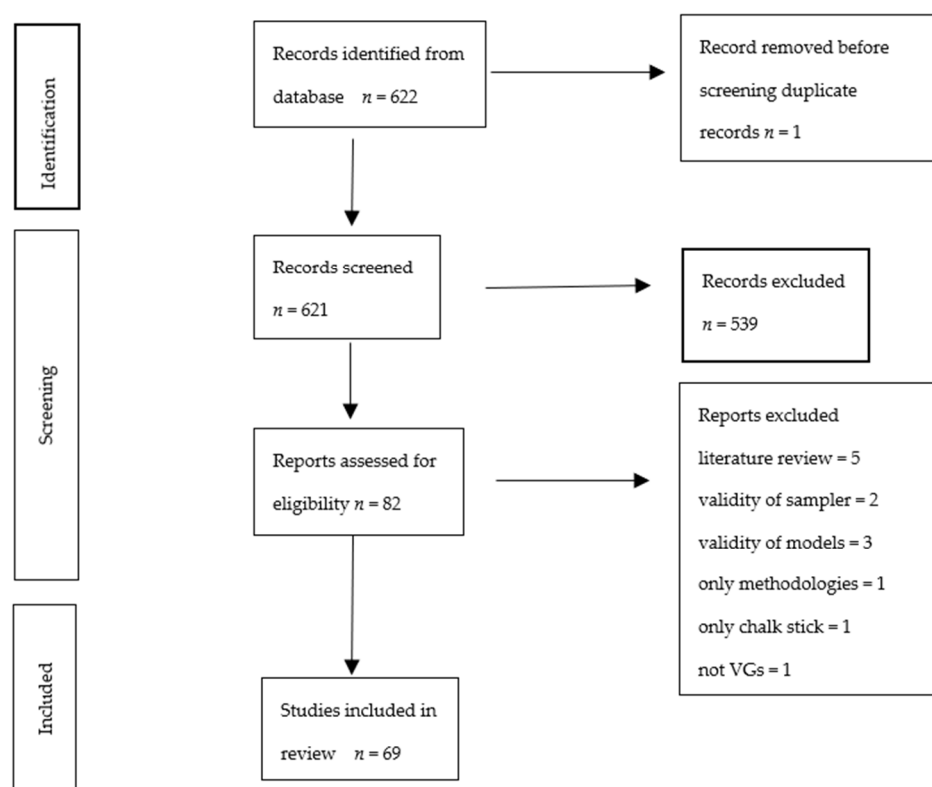 Identification
Records identified from
database n = 622
Record removed before
screening duplicate
records n = 1
Screening
Records screened
n = 621
Records excluded
n = 539
Reports assessed for
eligibility n = 82
Reports excluded
literature review = 5
validity of sampler = 2
validity of models = 3
only methodologies = 1
only chalk stick = 1
not VGs = 1
Included
Studies included in
review n = 69